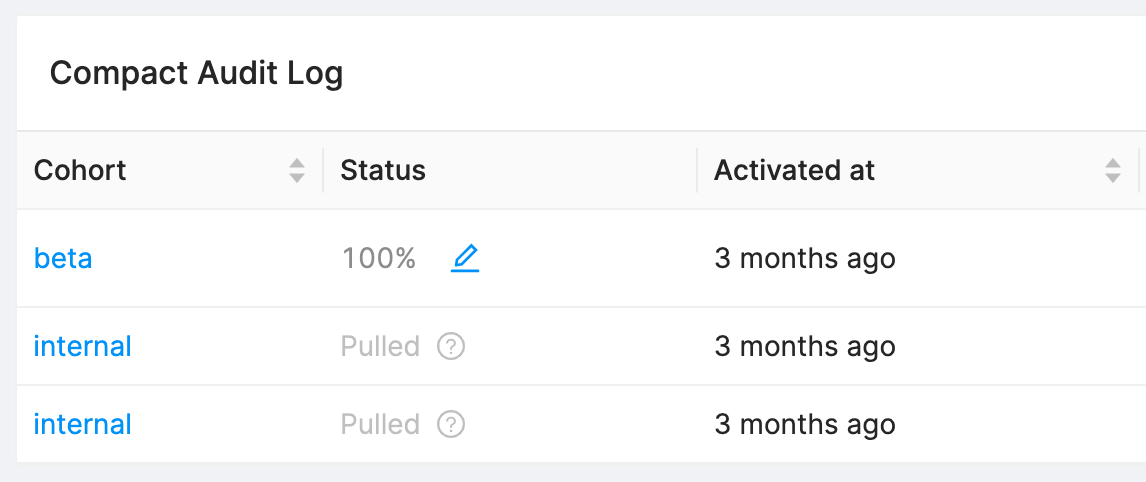 Compact Audit Log
Cohort Status Activated at
beta 100% 3 months ago
internal Pulled ? 3 months ago
internal Pulled ? 3 months ago